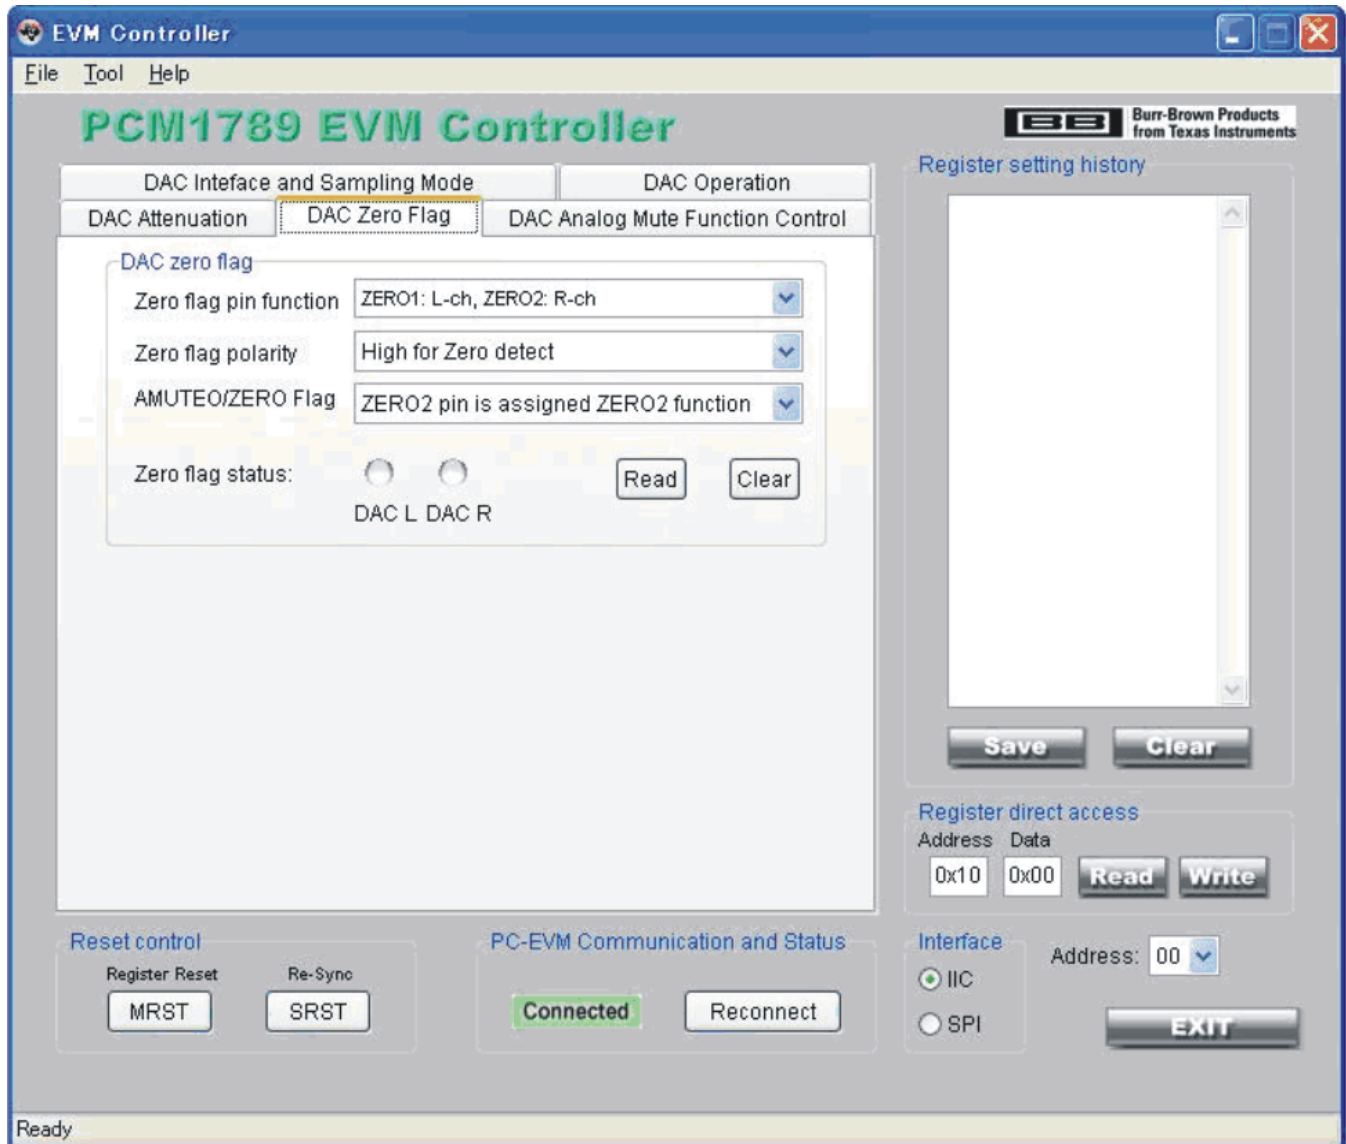 EVM Controller
File Tool Help
PCM1789 EVM Controller
BB Burr-Brown Products
from Texas Instruments
DAC Inteface and Sampling Mode DAC Operation
DAC Attenuation DAC Zero Flag DAC Analog Mute Function Control
DAC zero flag
Zero flag pin function ZERO1: L-ch, ZERO2: R-ch
Zero flag polarity High for Zero detect
AMUTEO/ZERO Flag ZERO2 pin is assigned ZERO2 function
Zero flag status: Read Clear
DAC L DAC R
Register setting history
Save Clear
Register direct access
Address Data
0x10 0x00 Read Write
Reset control
Register Reset Re-Sync
MRST SRST
PC-EVM Communication and Status
Connected Reconnect
Interface
IIC
SPI
Address: 00
EXIT
Ready